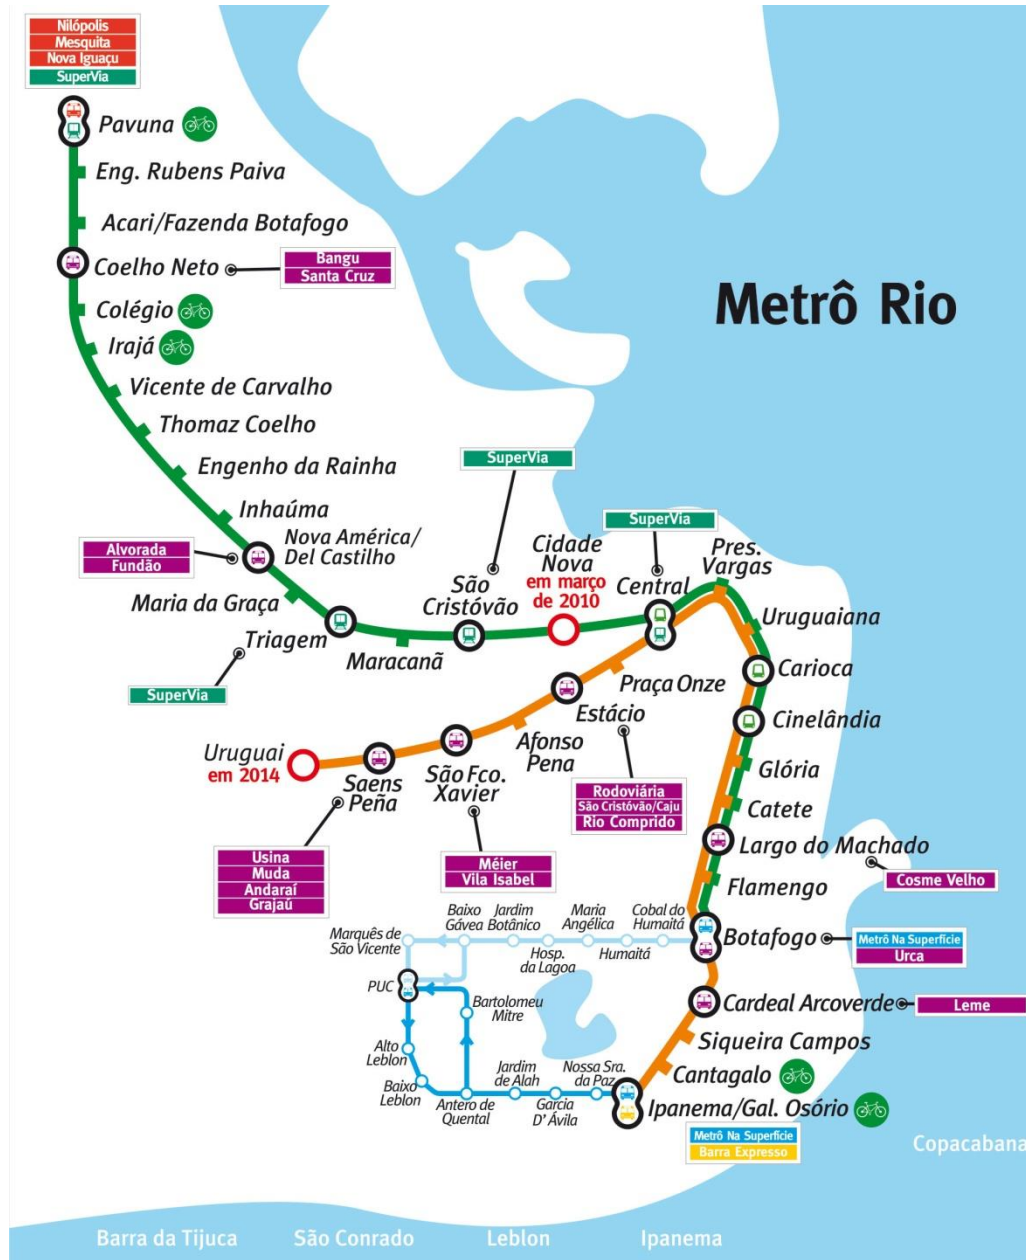 Nilópolis
Mesquita
Nova Iguaçu
SuperVia
Pavuna
Eng. Rubens Paiva
Acari/Fazenda Botafogo
Coelho Neto
Bangu
Santa Cruz
Metrô Rio
Colégio
Irajá
Vicente de Carvalho
Thomaz Coelho
Engenho da Rainha
SuperVia
Inhaúma
Nova América/
Del Castilho
Alvorada
Fundão
Maria da Graça
Triagem
SuperVia
Maracanã
São
Cristóvão
Cidade
Nova
em março
de 2010
SuperVia
Central
Pres.
Vargas
Uruguaiana
Carioca
Cinelândia
Glória
Catete
Largo do Machado
Cosme Velho
Flamengo
Praça Onze
Estácio
Rodoviária
São Cristóvão/Caju
Rio Comprido
Afonso
Pena
São Fco.
Xavier
Méier
Vila Isabel
Saens
Peña
Usina
Muda
Andaraí
Grajaú
Uruguai
em 2014
Botafogo
Metrô Na Superfície
Urca
Cobal do
Humaitá
Humaitá
Maria
Angélica
Hosp.
da Lagoa
Jardim
Botânico
Baixo
Gávea
Marquês de
São Vicente
PUC
Bartolomeu
Mitre
Alto
Leblon
Baixo
Leblon
Antero de
Quental
Jardim
de Alah
Garcia
D' Ávila
Nossa Sra.
da Paz
Cardeal Arcoverde
Leme
Siqueira Campos
Cantagalo
Ipanema/Gal. Osório
Metrô Na Superfície
Barra Expresso
Copacabana
Barra da Tijuca
São Conrado
Leblon
Ipanema